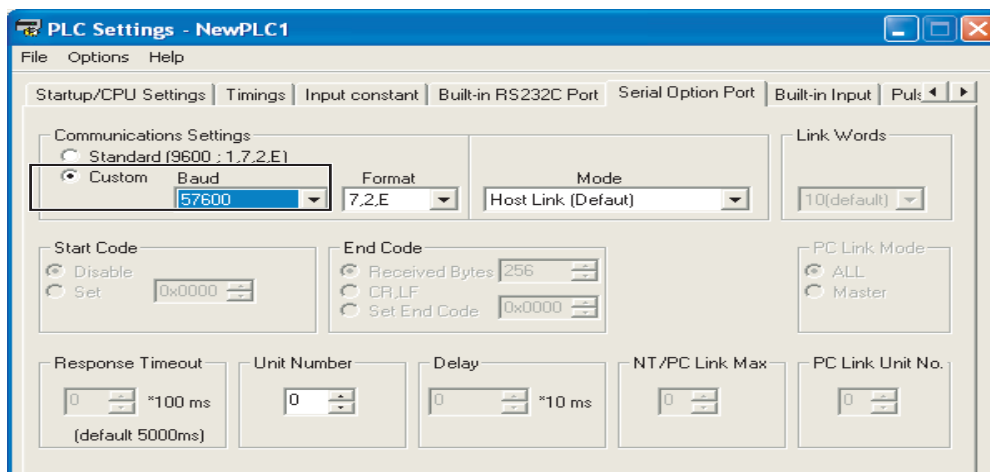 PLC Settings - NewPLC1
File Options Help
Startup/CPU Settings Timings Input constant Built-in RS232C Port Serial Option Port Built-in Input
Communications Settings Link Words
Standard (9600 ; 1,7,2,E)
Custom Baud Format Mode
57600 7,2,E Host Link (Defaut) 10(default)
Start Code End Code PC Link Mode
Disable Received Bytes 256 ALL
Set 0x0000 CR,LF Master
Set End Code 0x0000
Response Timeout Unit Number Delay NT/PC Link Max PC Link Unit No.
0 *100 ms 0 0 *10 ms 0 0
(default 5000ms)